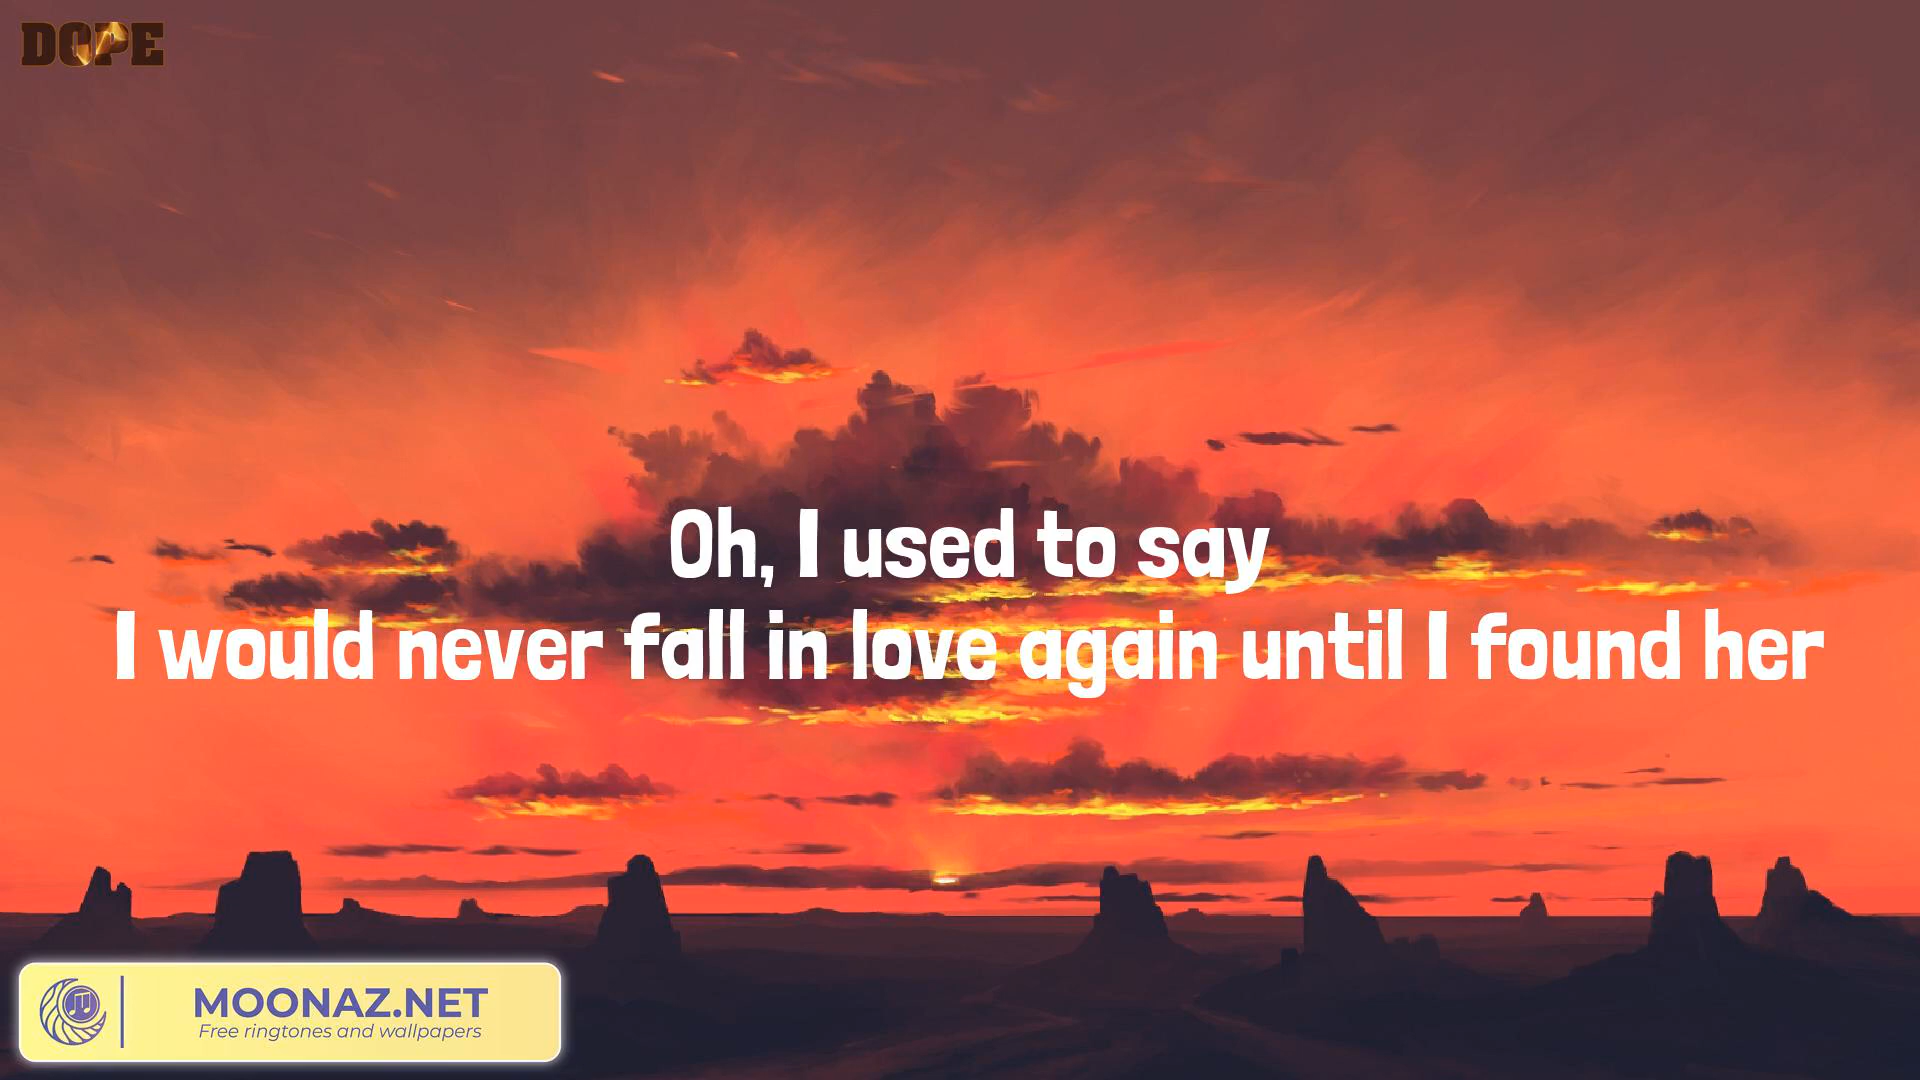 DOPE
Oh, I used to say
I would never fall in love again until I found her
MOONAZ.NET
Free ringtones and wallpapers